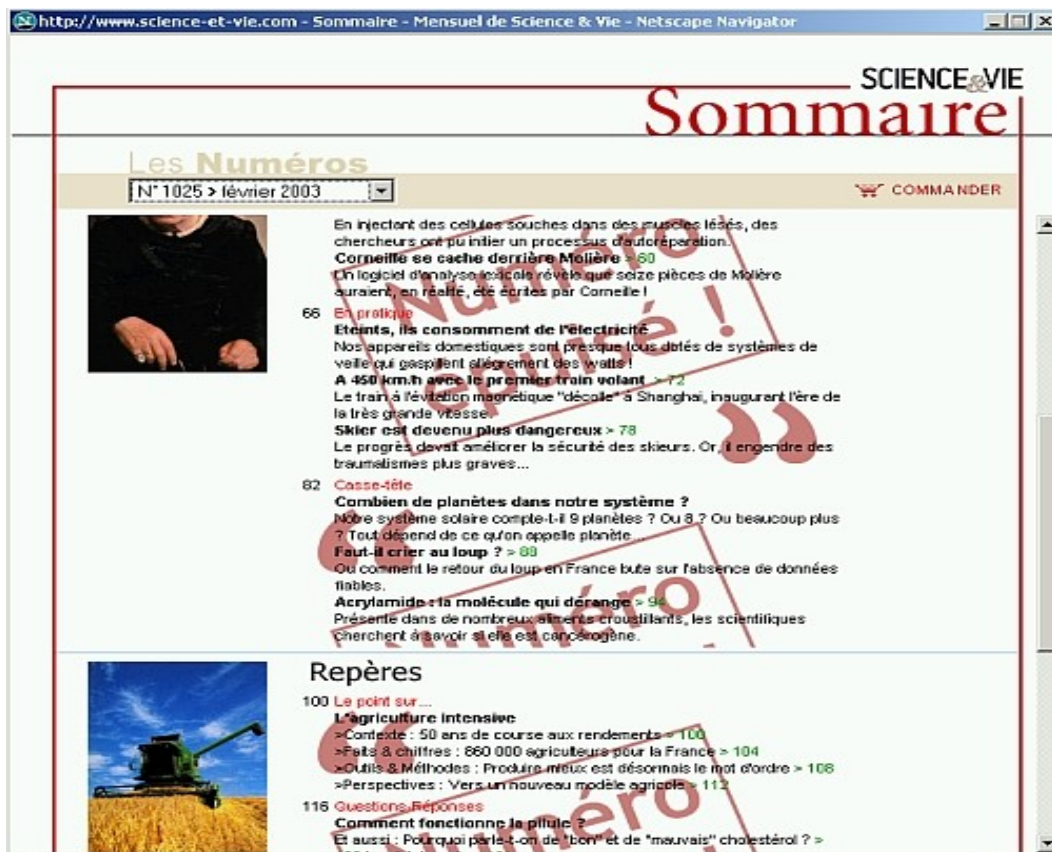 http://www.science-et-vie.com - Sommaire - Mensuel de Science & Vie - Netscape Navigator
SCIENCE & VIE
Sommaire
Les Numéros
N° 1025 > février 2003
COMMANDER
En injectant des cellules souches dans des muscles lésés, des
chercheurs ont pu initier un processus d'autoréparation.
Corneille se cache derrière Molière > 60
Un logiciel d'analyse lexicale révèle que seize pièces de Molière
auraient, en réalité, été écrites par Corneille !
66 En pratique
Eteints, ils consomment de l'électricité
Nos appareils domestiques sont presque tous dotés de systèmes de
veille qui gaspillent allégrement des watts !
A 450 km/h avec le premier train volant > 72
Le train à lévitation magnétique "décolle" à Shanghai, inaugurant l'ère de
la très grande vitesse.
Skier est devenu plus dangereux > 78
Le progrès devait améliorer la sécurité des skieurs. Or, il engendre des
traumatismes plus graves...
82 Casse-tête
Combien de planètes dans notre système ?
Notre système solaire compte-t-il 9 planètes ? Ou 8 ? Ou beaucoup plus
? Tout dépend de ce qu'on appelle planète...
Faut-il crier au loup ? > 88
Ou comment le retour du loup en France bute sur l'absence de données
fiables.
Acrylamide : la molécule qui dérange > 94
Présente dans de nombreux aliments croustillants, les scientifiques
cherchent à savoir si elle est cancérogène.
Numéro
épuisé !
Numéro
Repères
100 Le point sur...
L'agriculture intensive
>Contexte : 50 ans de course aux rendements > 100
>Faits & chiffres : 660 000 agriculteurs pour la France > 104
>Outils & Méthodes : Produire mieux est désormais le mot d'ordre > 108
>Perspectives : Vers un nouveau modèle agricole > 112
116 Questions-Réponses
Comment fonctionne la pilule ?
Et aussi : Pourquoi parle-t-on de "bon" et de "mauvais" cholestérol ? >
Numéro